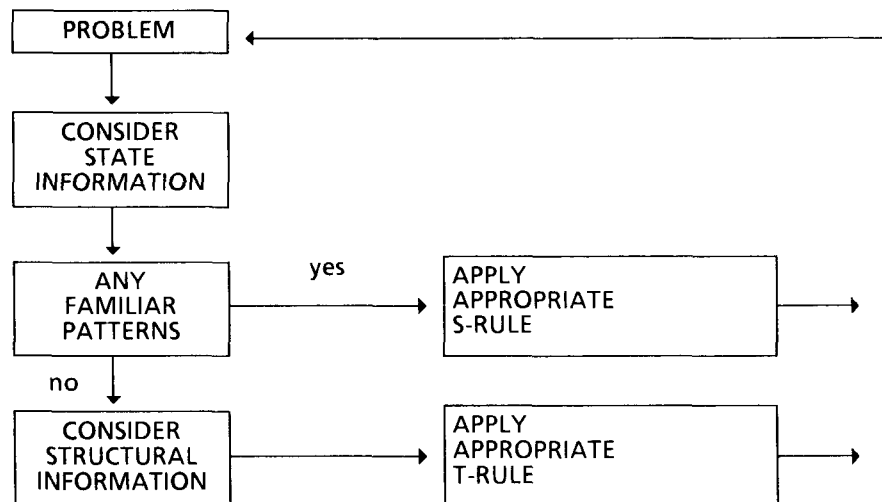 PROBLEM
CONSIDER
STATE
INFORMATION
ANY
FAMILIAR
PATTERNS
yes
APPLY
APPROPRIATE
S-RULE
no
CONSIDER
STRUCTURAL
INFORMATION
APPLY
APPROPRIATE
T-RULE